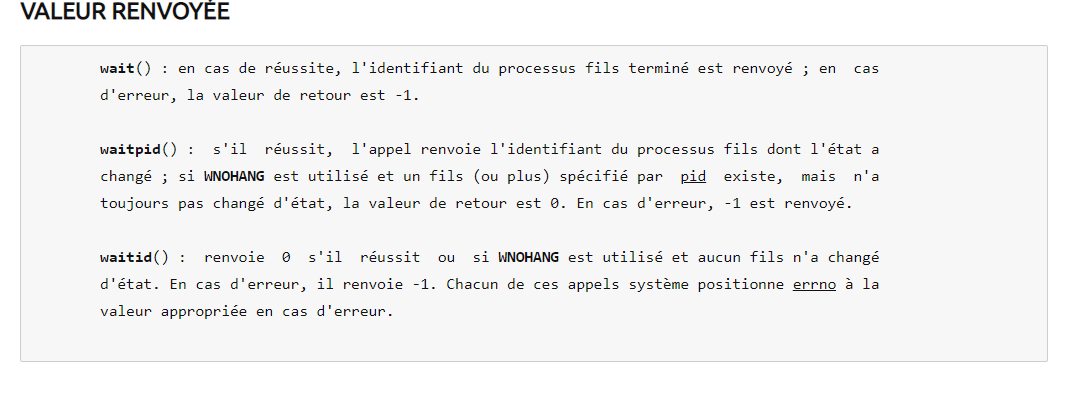 VALEUR RENVOYÉE
wait() : en cas de réussite, l'identifiant du processus fils terminé est renvoyé ; en  cas
d'erreur, la valeur de retour est -1.
waitpid() :  s'il  réussit,  l'appel renvoie l'identifiant du processus fils dont l'état a
changé ; si WNOHANG est utilisé et un fils (ou plus) spécifié par  pid  existe,  mais  n'a
toujours pas changé d'état, la valeur de retour est 0. En cas d'erreur, -1 est renvoyé.
waitid() :  renvoie  0  s'il  réussit  ou  si WNOHANG est utilisé et aucun fils n'a changé
d'état. En cas d'erreur, il renvoie -1. Chacun de ces appels système positionne errno à la
valeur appropriée en cas d'erreur.